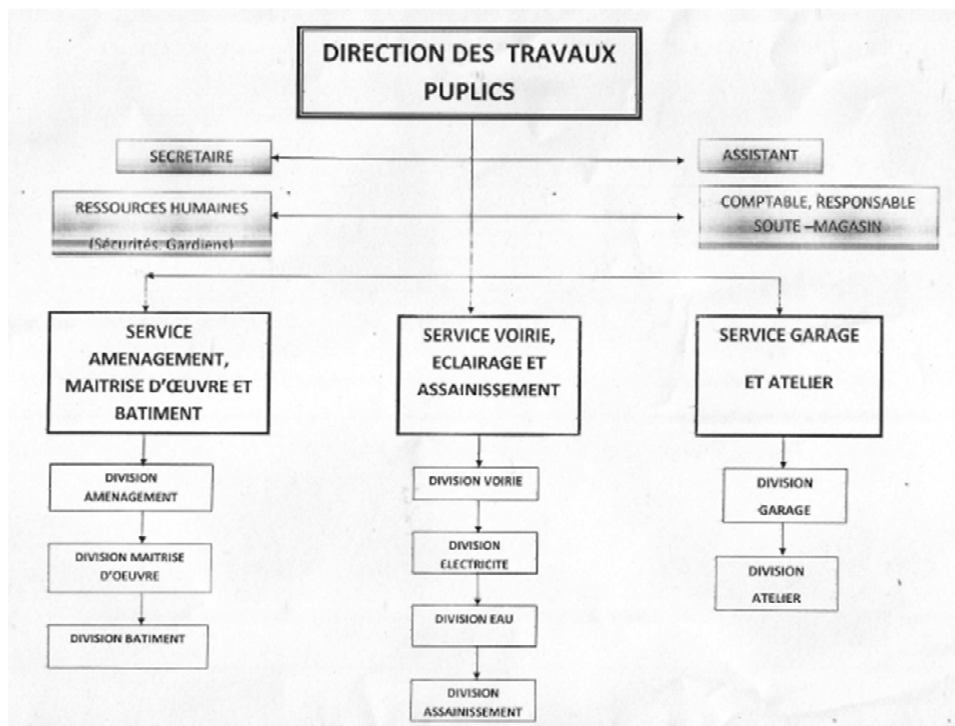 DIRECTION DES TRAVAUX
PUPLICS
SECRETAIRE
ASSISTANT
RESSOURCES HUMAINES
(Sécurités, Gardiens)
COMPTABLE, RESPONSABLE
SOUTE –MAGASIN
SERVICE
AMENAGEMENT,
MAITRISE D'ŒUVRE ET
BATIMENT
SERVICE VOIRIE,
ECLAIRAGE ET
ASSAINISSEMENT
SERVICE GARAGE
ET ATELIER
DIVISION
AMENAGEMENT
DIVISION MAITRISE
D'OEUVRE
DIVISION BATIMENT
DIVISION VOIRIE
DIVISION
ELECTRICITE
DIVISION EAU
DIVISION
ASSAINISSEMENT
DIVISION
GARAGE
DIVISION
ATELIER